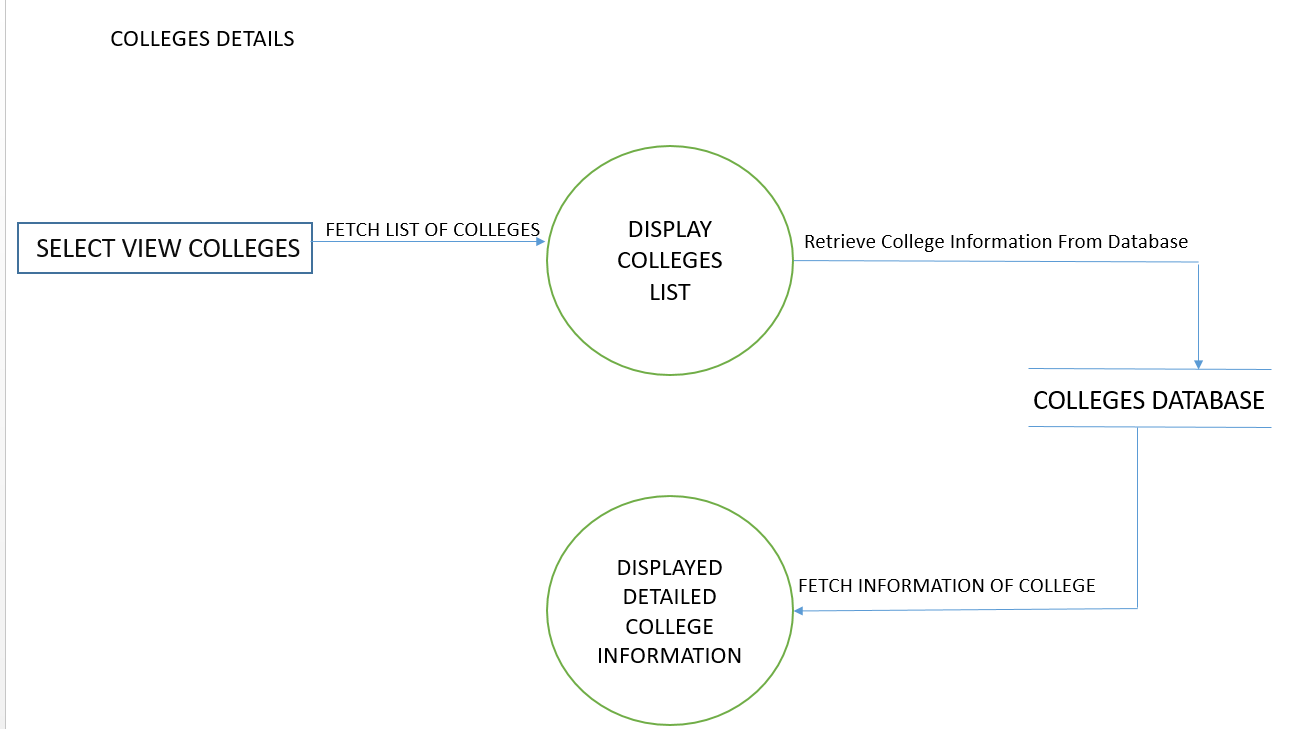 COLLEGES DETAILS
SELECT VIEW COLLEGES
FETCH LIST OF COLLEGES
DISPLAY
COLLEGES
LIST
Retrieve College Information From Database
COLLEGES DATABASE
FETCH INFORMATION OF COLLEGE
DISPLAYED
DETAILED
COLLEGE
INFORMATION